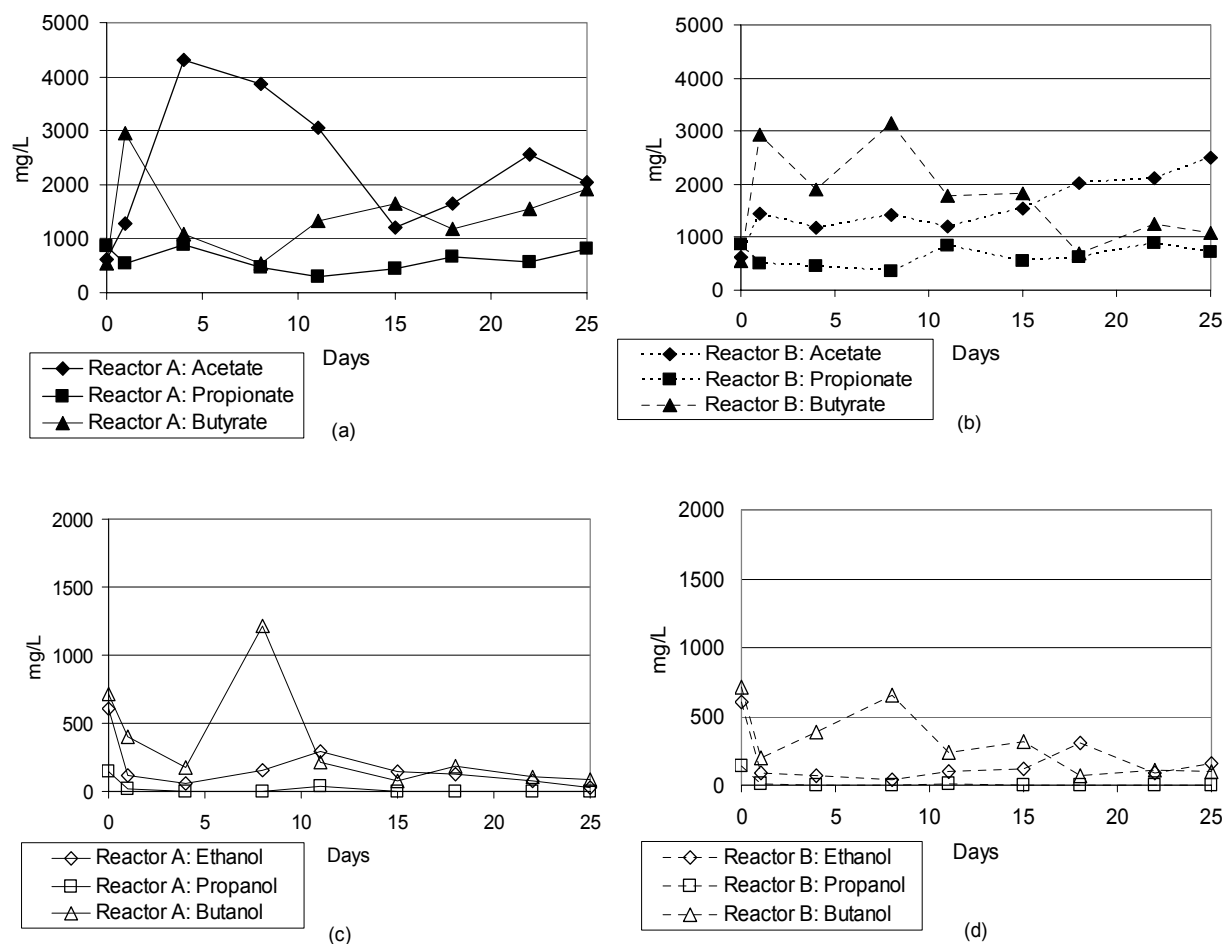 5000
4000
3000
2000
1000
0
mg/L
0 5 10 15 20 25
Days
Reactor A: Acetate
Reactor A: Propionate
Reactor A: Butyrate
(a)
5000
4000
3000
2000
1000
0
mg/L
0 5 10 15 20 25
Days
Reactor B: Acetate
Reactor B: Propionate
Reactor B: Butyrate
(b)
2000
1500
1000
500
0
mg/L
0 5 10 15 20 25
Days
Reactor A: Ethanol
Reactor A: Propanol
Reactor A: Butanol
(c)
2000
1500
1000
500
0
mg/L
0 5 10 15 20 25
Days
Reactor B: Ethanol
Reactor B: Propanol
Reactor B: Butanol
(d)